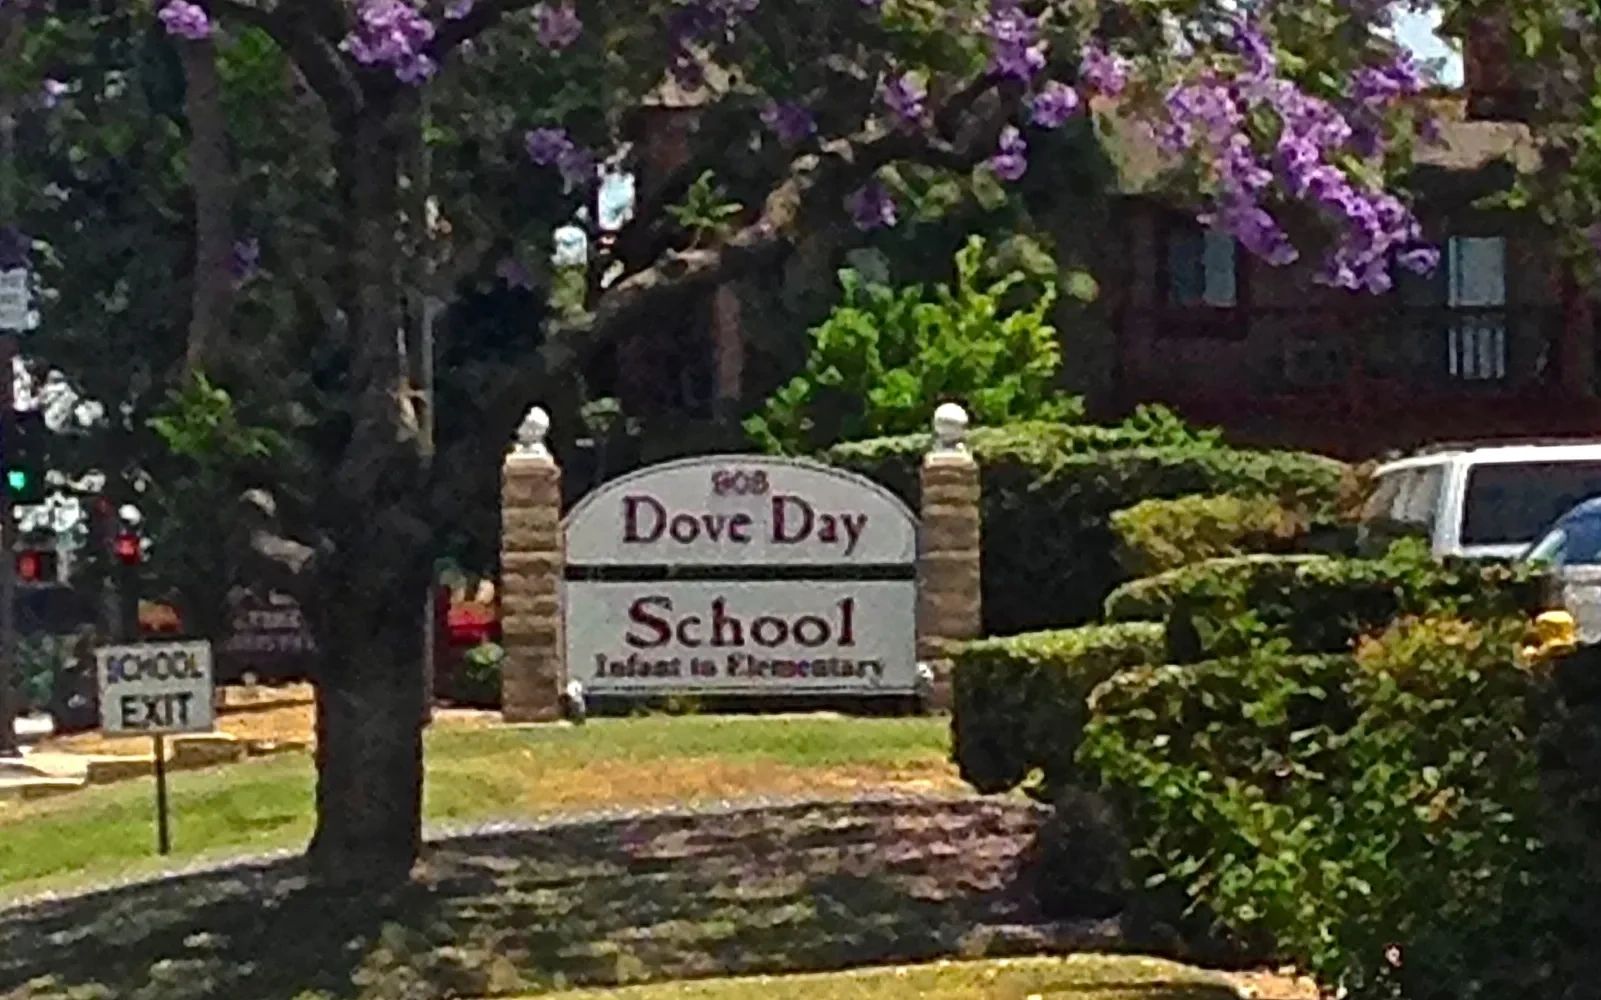 908
Dove Day
School
Infant to Elementary
SCHOOL
EXIT